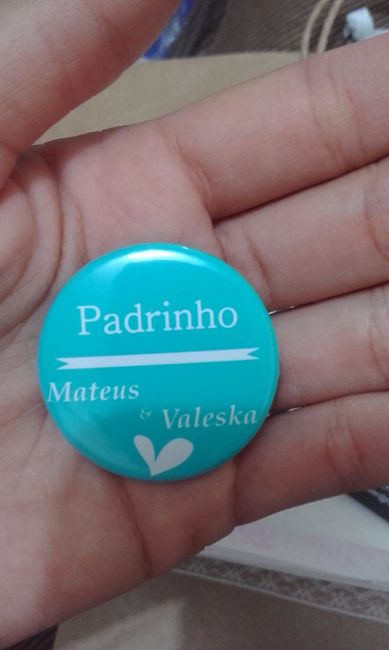 Padrinho
Mateus
& Valeska